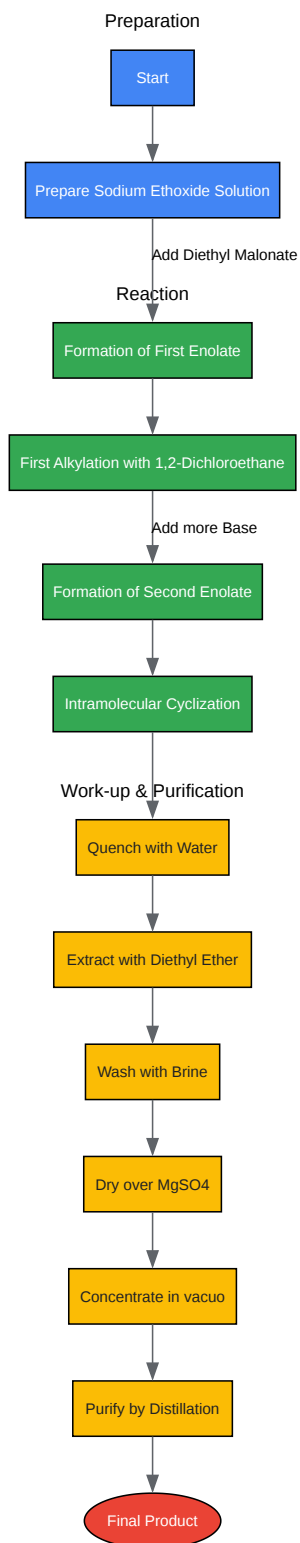 Preparation
Start
Prepare Sodium Ethoxide Solution
Add Diethyl Malonate
Reaction
Formation of First Enolate
First Alkylation with 1,2-Dichloroethane
Add more Base
Formation of Second Enolate
Intramolecular Cyclization
Work-up & Purification
Quench with Water
Extract with Diethyl Ether
Wash with Brine
Dry over MgSO4
Concentrate in vacuo
Purify by Distillation
Final Product